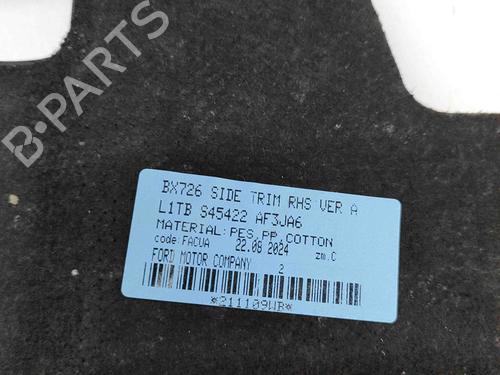 B-PARTS
BX726 SIDE TRIM RHS VER A
L1TB S45422 AF3JA6
MATERIAL:PES,PP,COTTON
code:FACUA 22.08 2024 zm.C
FORD MOTOR COMPANY 2
*211109WB*